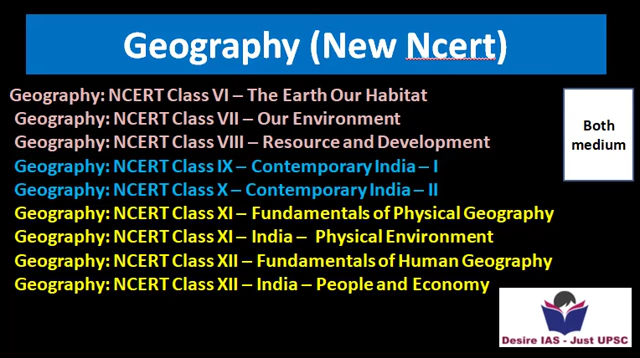 Geography (New Ncert)
Geography: NCERT Class VI – The Earth Our Habitat
Geography: NCERT Class VII – Our Environment
Geography: NCERT Class VIII – Resource and Development
Geography: NCERT Class IX – Contemporary India – I
Geography: NCERT Class X – Contemporary India – II
Geography: NCERT Class XI – Fundamentals of Physical Geography
Geography: NCERT Class XI – India – Physical Environment
Geography: NCERT Class XII – Fundamentals of Human Geography
Geography: NCERT Class XII – India – People and Economy
Both
medium
Desire IAS - Just UPSC